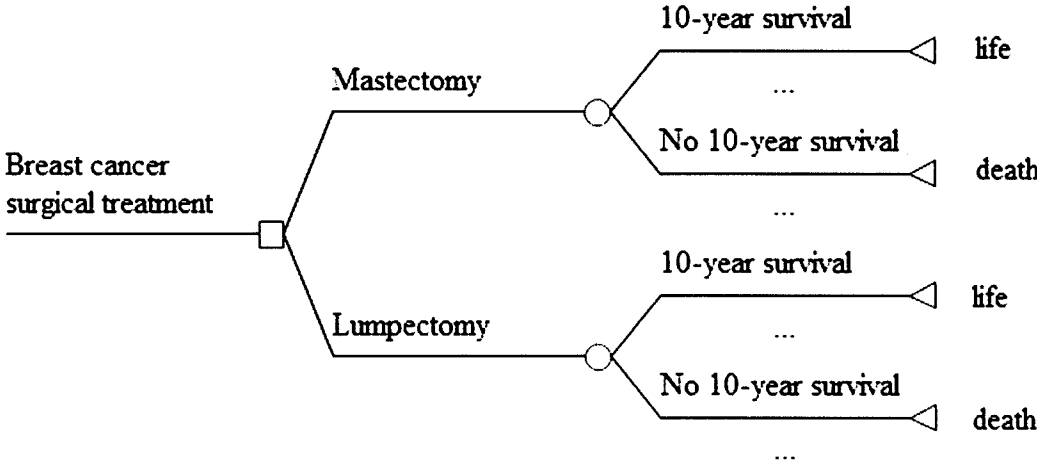 10-year survival
life
Mastectomy
...
No 10-year survival
death
Breast cancer
surgical treatment
...
10-year survival
life
Lumpectomy
...
No 10-year survival
death
...